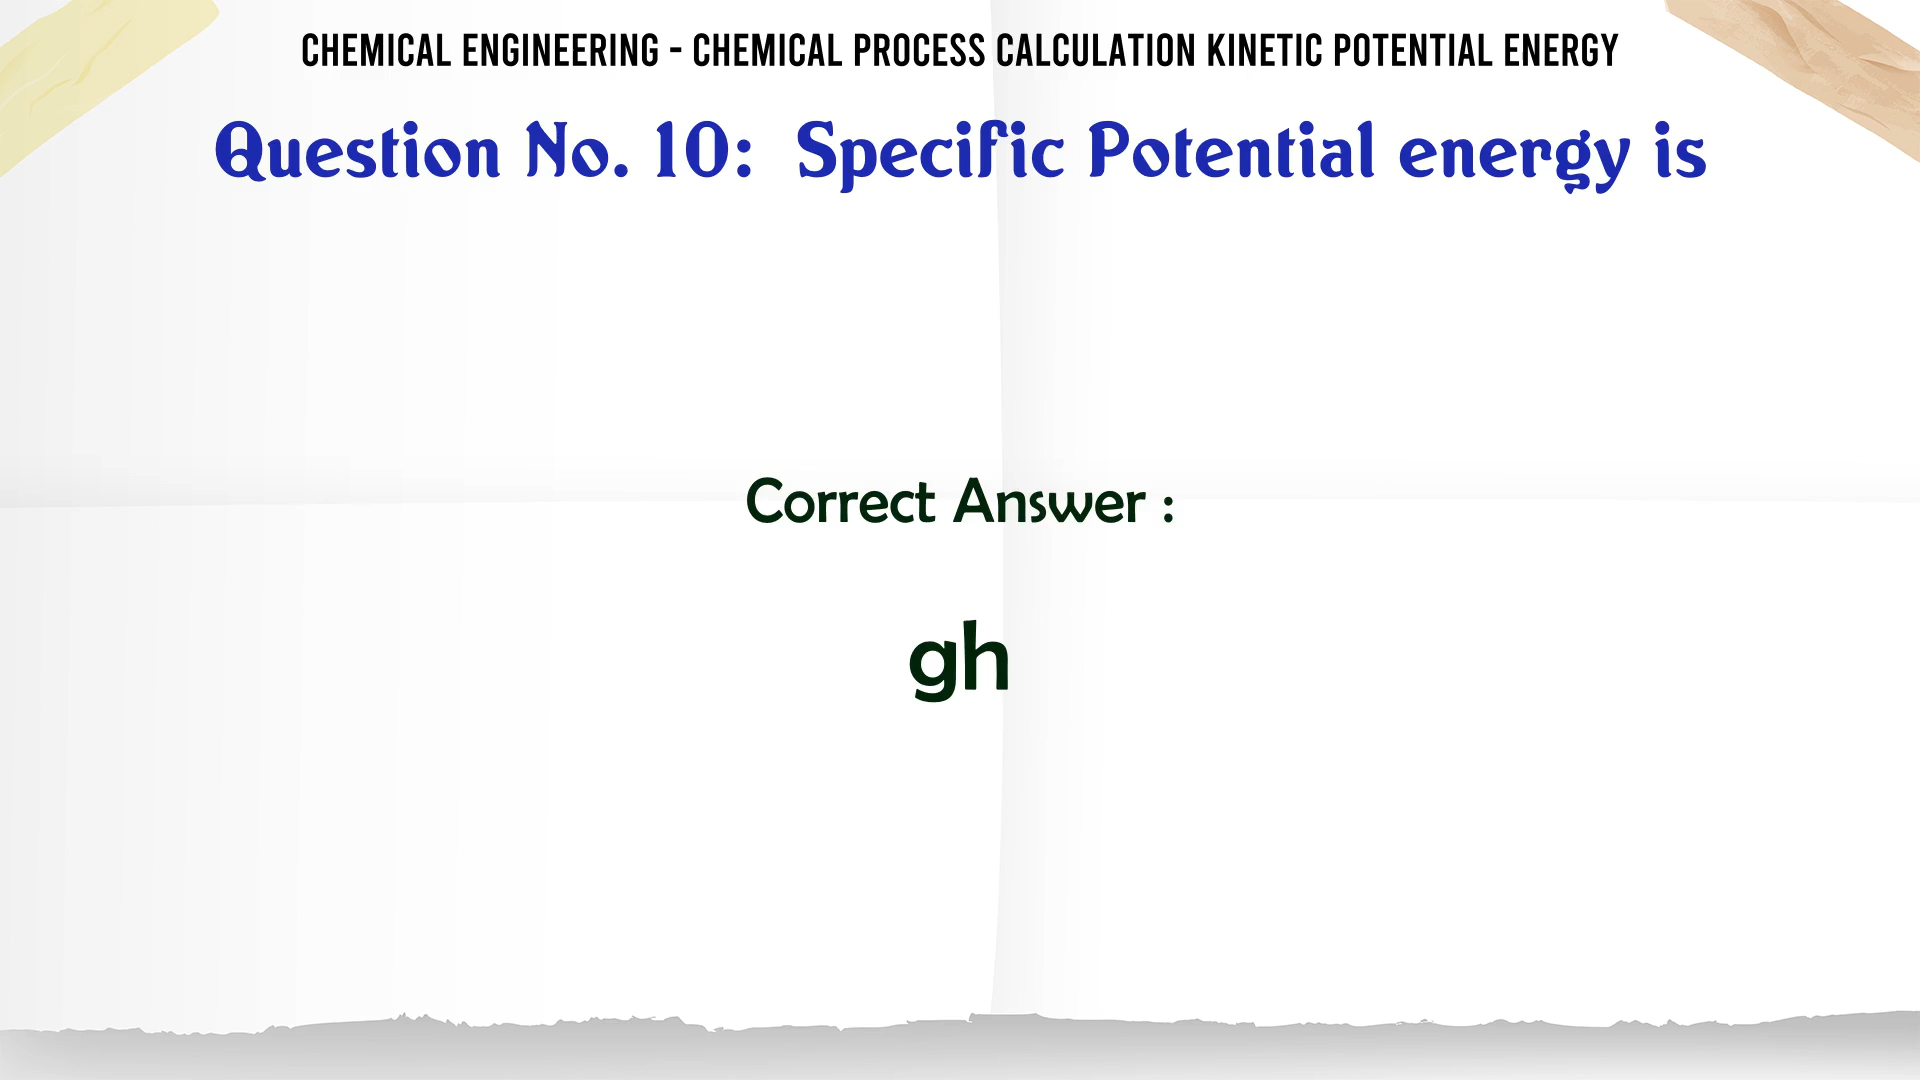 CHEMICAL ENGINEERING - CHEMICAL PROCESS CALCULATION KINETIC POTENTIAL ENERGY
Question No. 10: Specific Potential energy is
Correct Answer :
gh